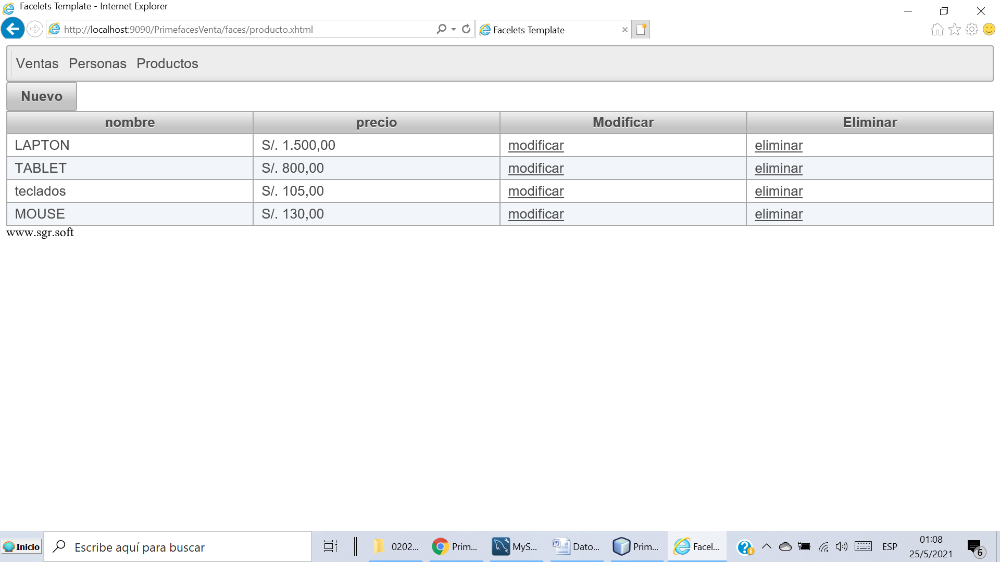 Facelets Template - Internet Explorer
http://localhost:9090/PrimefacesVenta/faces/producto.xhtml
Facelets Template
Ventas Personas Productos
Nuevo
nombre precio Modificar Eliminar
LAPTON S/. 1.500,00 modificar eliminar
TABLET S/. 800,00 modificar eliminar
teclados S/. 105,00 modificar eliminar
MOUSE S/. 130,00 modificar eliminar
www.sgr.soft
Inicio Escribe aquí para buscar 0202... Prim... MyS... Dato... Prim... Facel... ESP 01:08
25/5/2021 6